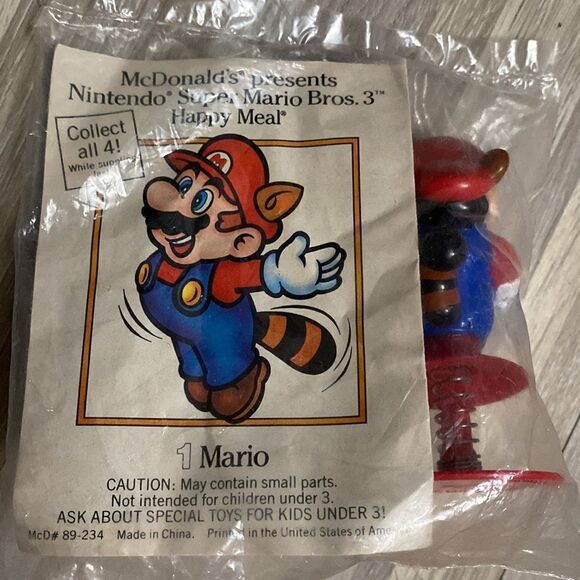 McDonald's® presents
Nintendo® Super Mario Bros. 3™
Happy Meal®
Collect
all 4!
While supplies
M
1 Mario
CAUTION: May contain small parts.
Not intended for children under 3.
ASK ABOUT SPECIAL TOYS FOR KIDS UNDER 3!
McD# 89-234 Made in China. Printed in the United States of